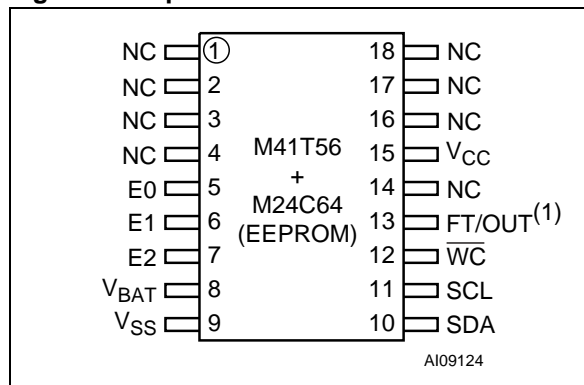 NC 1 18 NC
NC 2 17 NC
NC 3 16 NC
NC 4 M41T56 15 VCC
E0 5 + 14 NC
E1 6 M24C64 13 FT/OUT(1)
E2 7 (EEPROM) 12 WC
VBAT 8 11 SCL
VSS 9 10 SDA
AI09124